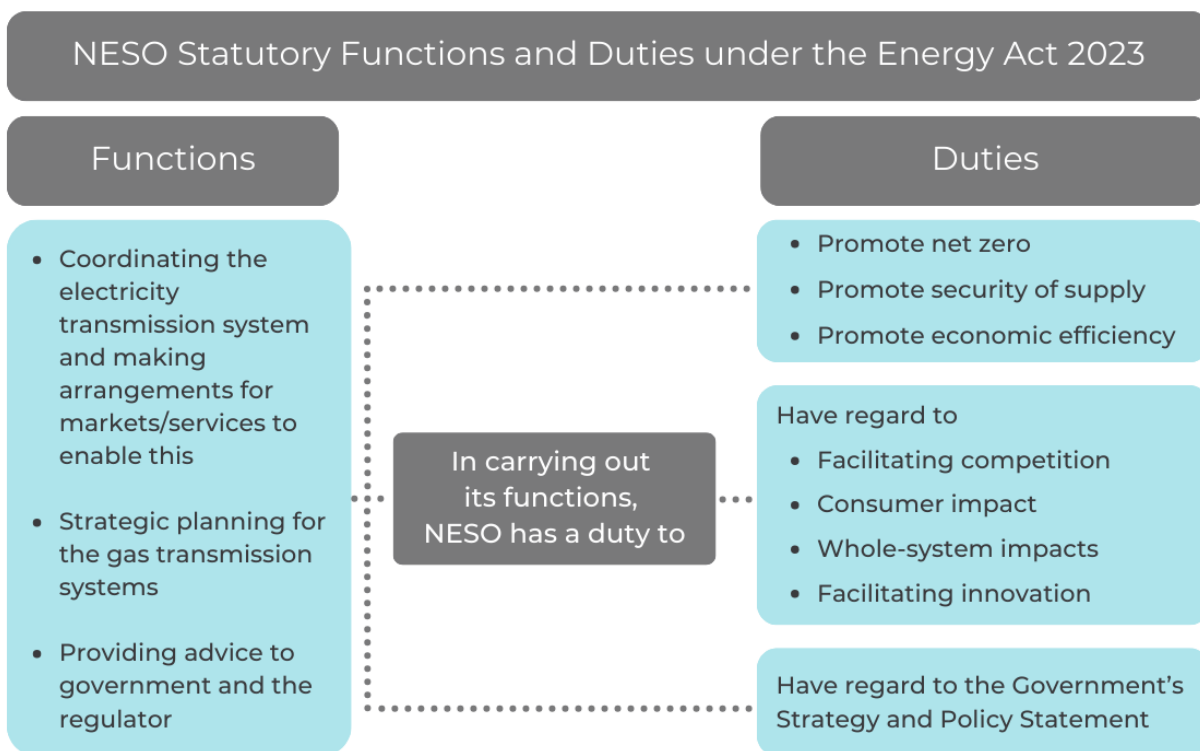 NESO Statutory Functions and Duties under the Energy Act 2023
Functions
• Coordinating the
electricity
transmission system
and making
arrangements for
markets/services to
enable this
• Strategic planning for
the gas transmission
systems
• Providing advice to
government and the
regulator
In carrying out
its functions,
NESO has a duty to
Duties
• Promote net zero
• Promote security of supply
• Promote economic efficiency
Have regard to
• Facilitating competition
• Consumer impact
• Whole-system impacts
• Facilitating innovation
Have regard to the Government’s
Strategy and Policy Statement